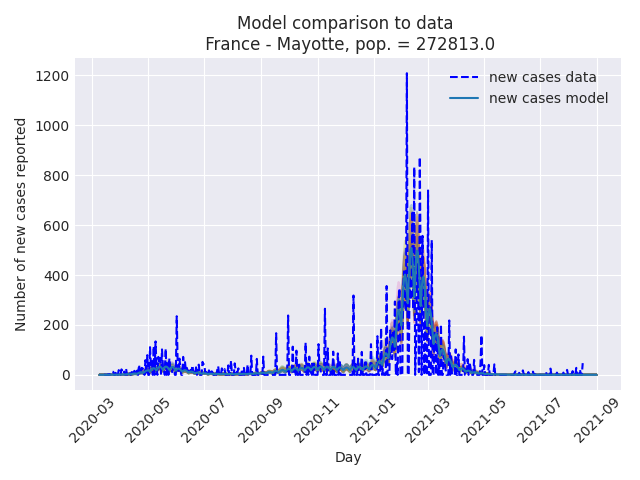 Model comparison to data
France - Mayotte, pop. = 272813.0
new cases data
new cases model
Number of new cases reported
1200
1000
800
600
400
200
0
2020-03
2020-05
2020-07
2020-09
2020-11
2021-01
2021-03
2021-05
2021-07
2021-09
Day